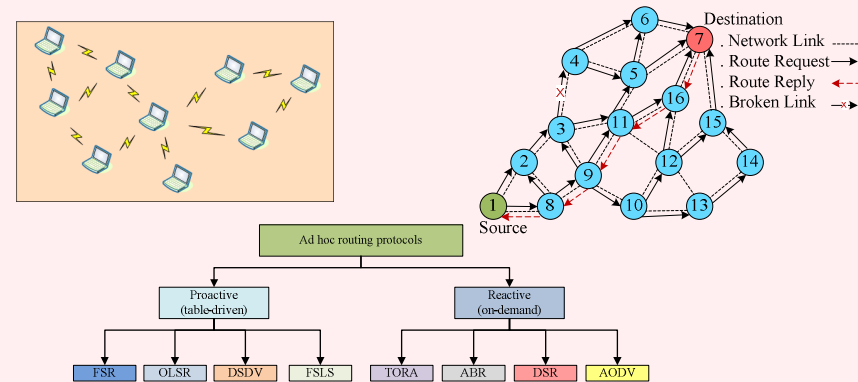 6
Destination
7
. Network Link
4
. Route Request
5
. Route Reply
16
. Broken Link
x
x
3
11
15
2
12
14
9
1
8
10
13
Source
Ad hoc routing protocols
Proactive
(table-driven)
Reactive
(on-demand)
FSR
OLSR
DSDV
FSLS
TORA
ABR
DSR
AODV